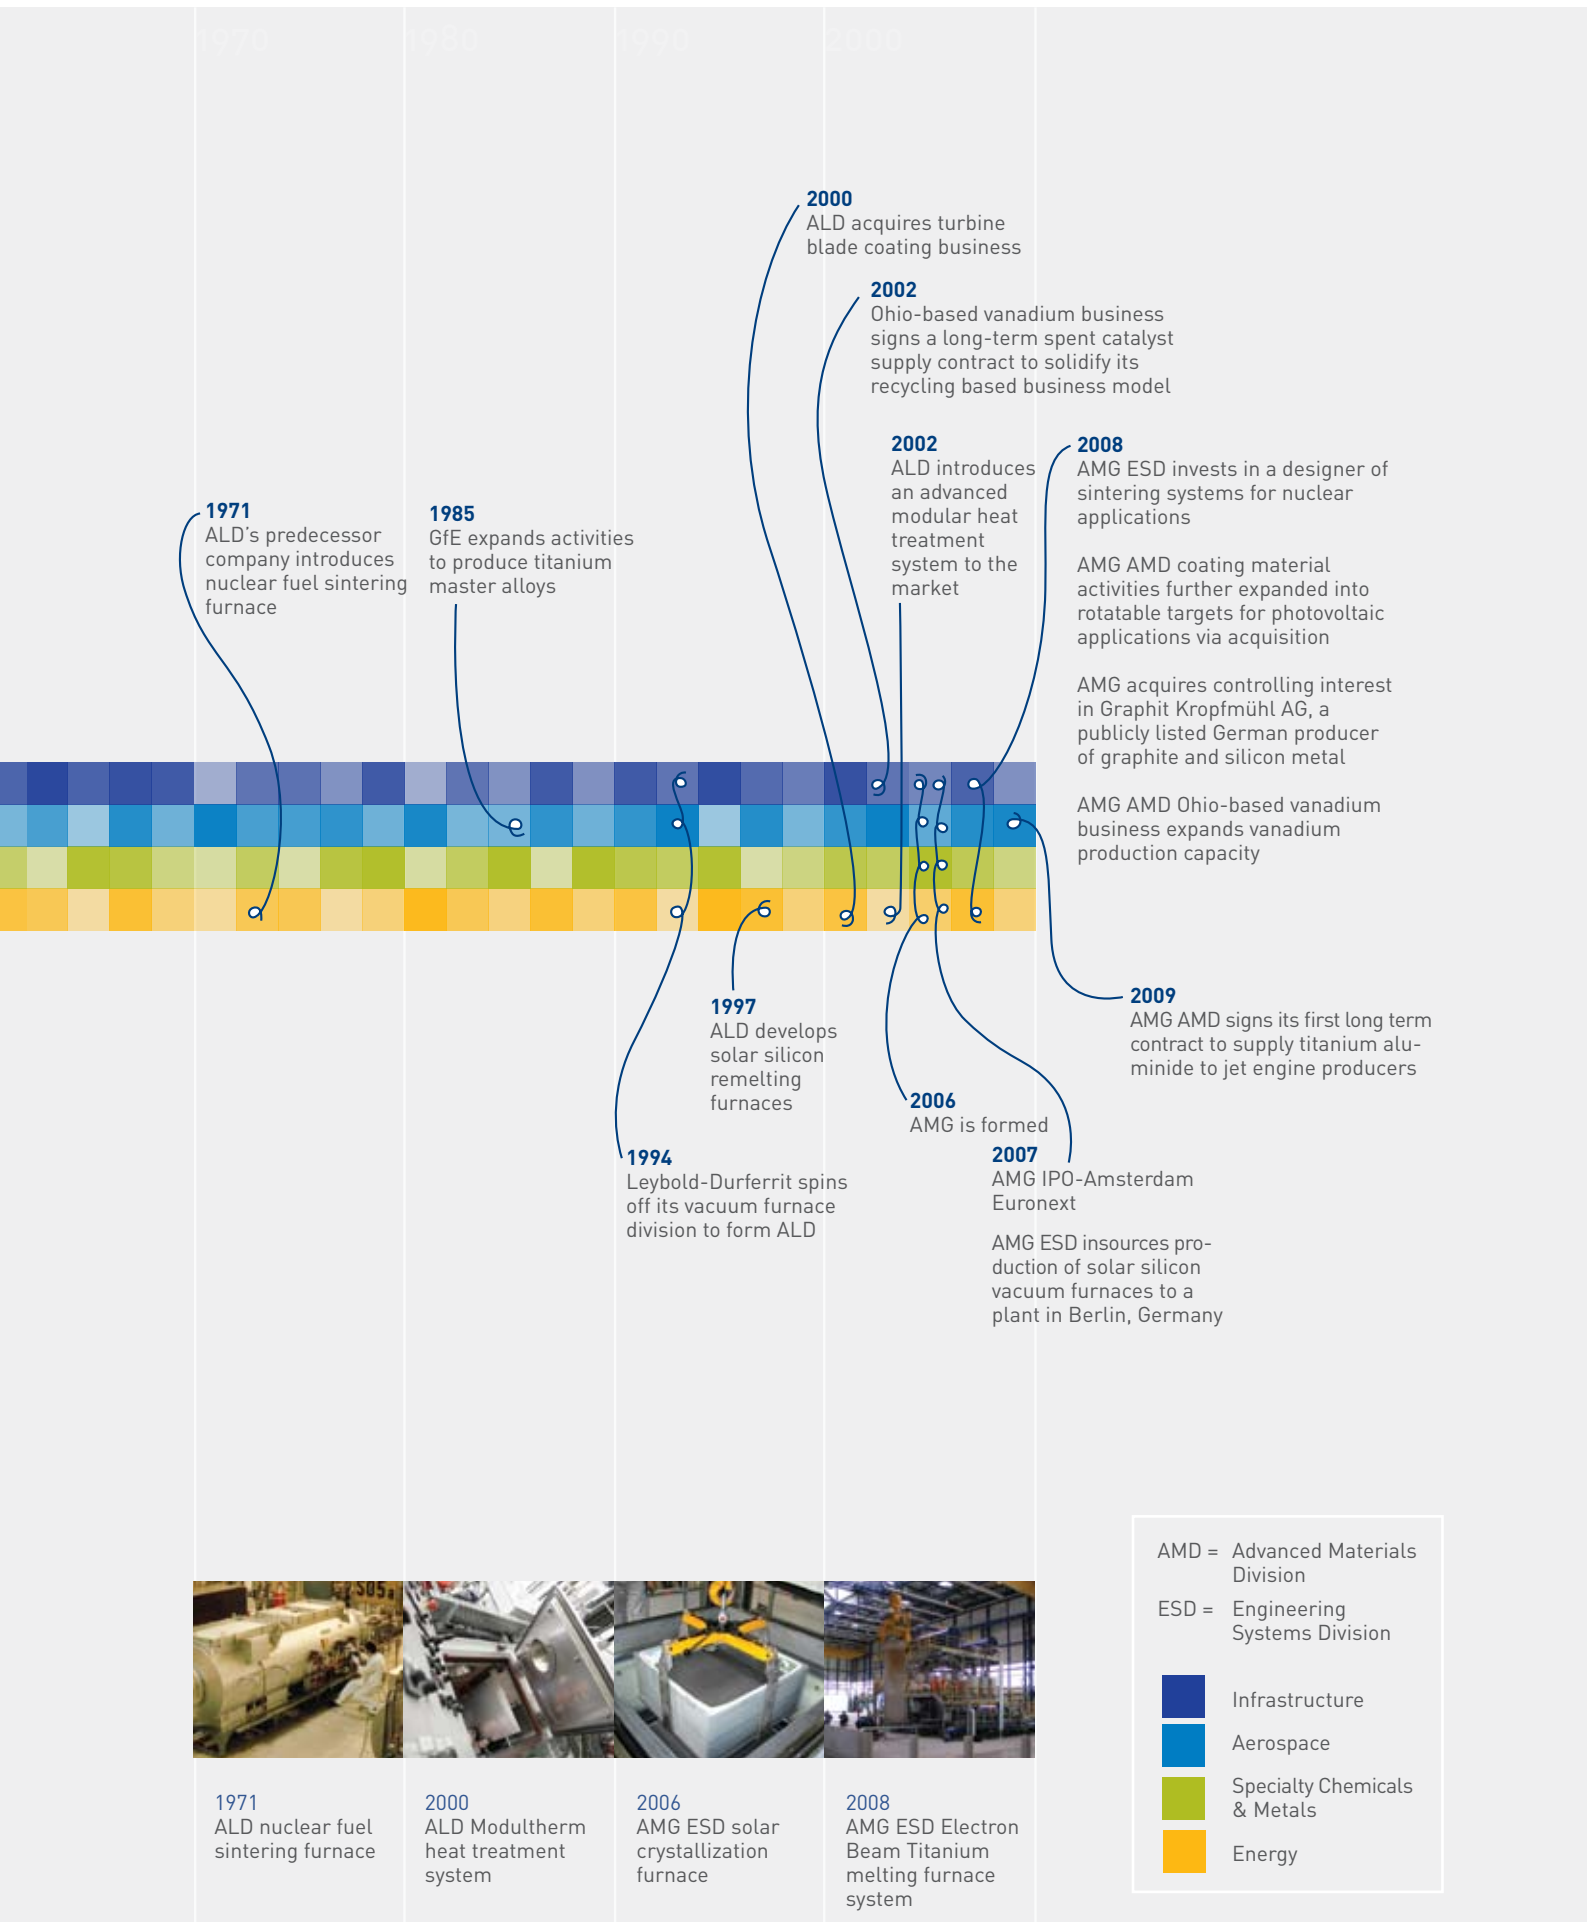 1970
1980
1990
2000
2000
ALD acquires turbine
blade coating business
2002
Ohio-based vanadium business
signs a long-term spent catalyst
supply contract to solidify its
recycling based business model
2002
ALD introduces
an advanced
modular heat
treatment
system to the
market
2008
AMG ESD invests in a designer of
sintering systems for nuclear
applications
AMG AMD coating material
activities further expanded into
rotatable targets for photovoltaic
applications via acquisition
AMG acquires controlling interest
in Graphit Kropfmühl AG, a
publicly listed German producer
of graphite and silicon metal
AMG AMD Ohio-based vanadium
business expands vanadium
production capacity
1971
ALD's predecessor
company introduces
nuclear fuel sintering
furnace
1985
GfE expands activities
to produce titanium
master alloys
2009
AMG AMD signs its first long term
contract to supply titanium alu-
minide to jet engine producers
1997
ALD develops
solar silicon
remelting
furnaces
2006
AMG is formed
1994
Leybold-Durferrit spins
off its vacuum furnace
division to form ALD
2007
AMG IPO-Amsterdam
Euronext
AMG ESD insources pro-
duction of solar silicon
vacuum furnaces to a
plant in Berlin, Germany
AMD = Advanced Materials
Division
ESD = Engineering
Systems Division
Infrastructure
Aerospace
Specialty Chemicals
& Metals
Energy
1971
ALD nuclear fuel
sintering furnace
2000
ALD Modultherm
heat treatment
system
2006
AMG ESD solar
crystallization
furnace
2008
AMG ESD Electron
Beam Titanium
melting furnace
system